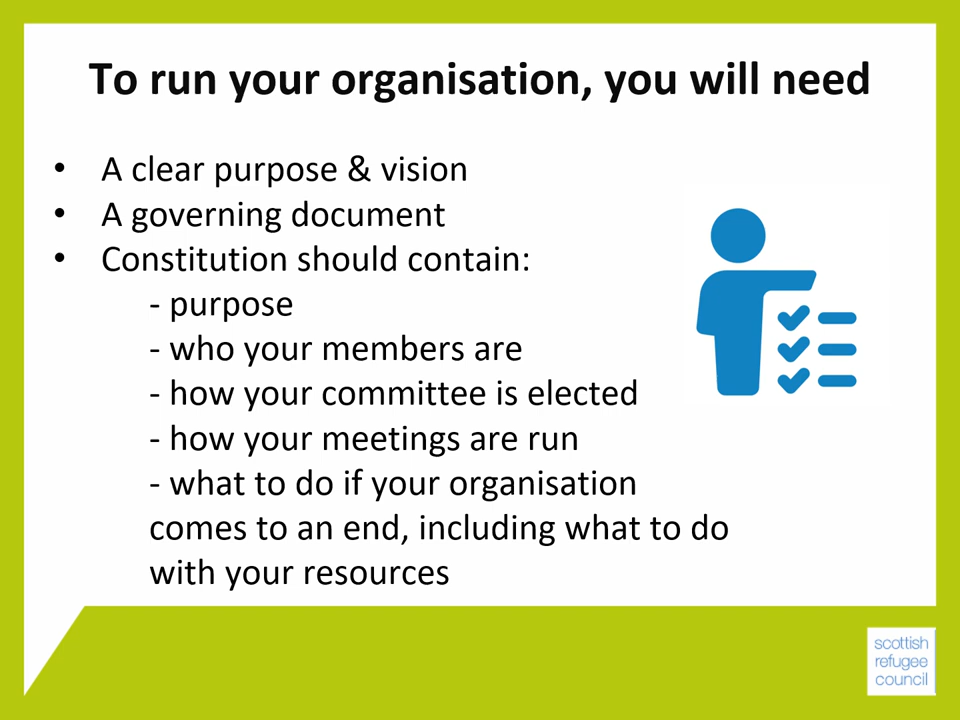 To run your organisation, you will need
• A clear purpose & vision
• A governing document
• Constitution should contain:
- purpose
- who your members are
- how your committee is elected
- how your meetings are run
- what to do if your organisation
comes to an end, including what to do
with your resources
scottish
refugee
council